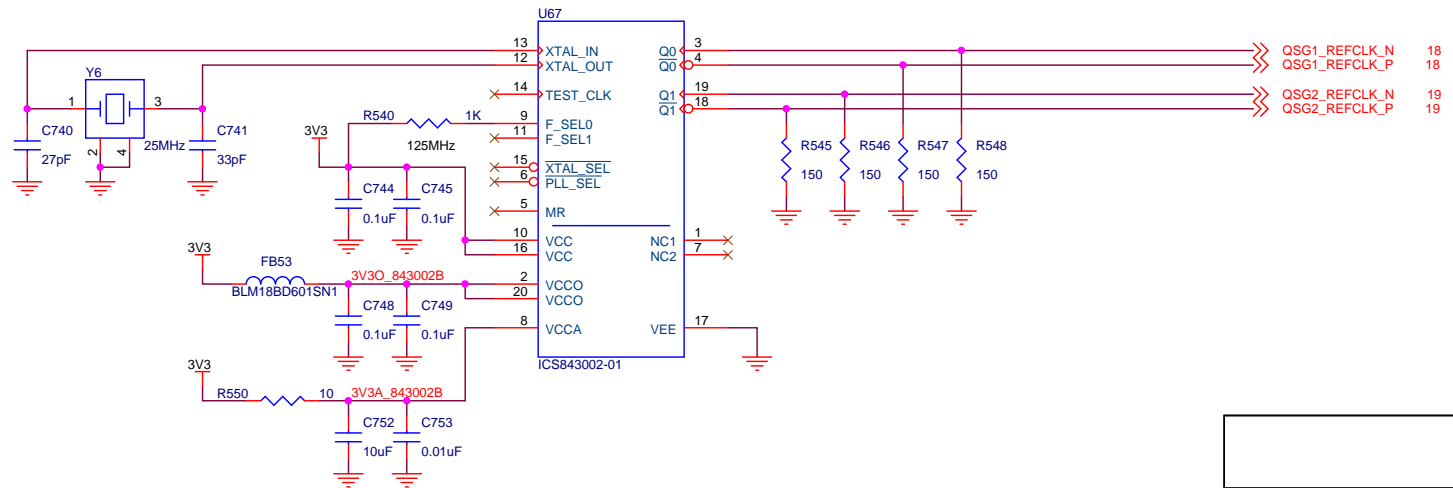 U67
13 XTAL_IN Q0 3 QSG1_REFCLK_N 18
12 XTAL_OUT Q0 4 QSG1_REFCLK_P 18
Y6
14 TEST_CLK Q1 19 QSG2_REFCLK_N 19
1 3 Q1 18 QSG2_REFCLK_P 19
R540 1K 9 F_SEL0
C740 C741 11 F_SEL1
3V3 125MHz
2 4 25MHz
27pF 33pF
15 XTAL_SEL R545 R546 R547 R548
6 PLL_SEL 150 150 150 150
C744 C745
0.1uF 0.1uF 5 MR
10 VCC NC1 1
16 VCC NC2 7
3V3
FB53
3V3O_843002B 2 VCCO
BLM18BD601SN1 20 VCCO
C748 C749
0.1uF 0.1uF 8 VCCA VEE 17
ICS843002-01
3V3
R550 10 3V3A_843002B
C752 C753
10uF 0.01uF